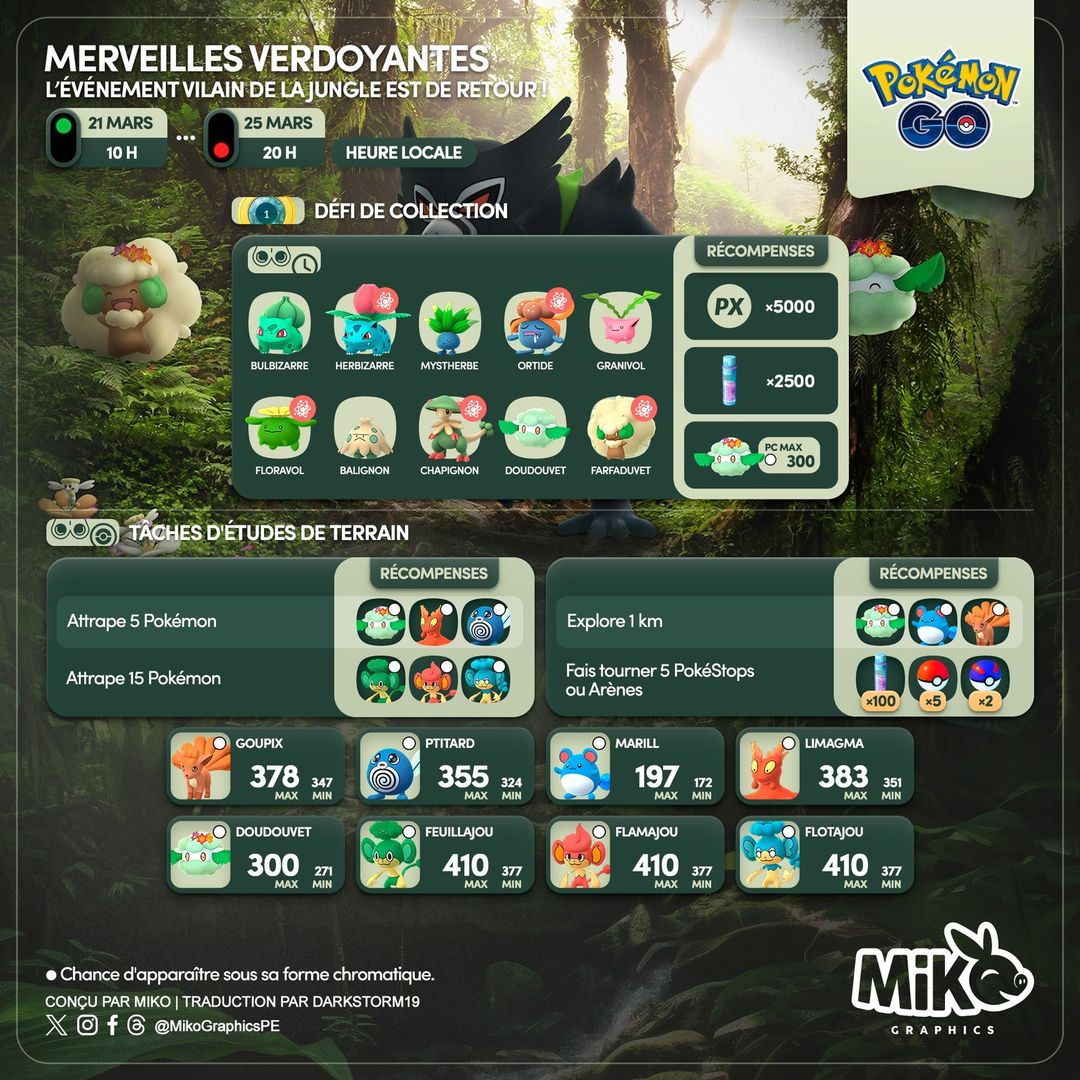 MERVEILLES VERDOYANTES
L'ÉVÉNEMENT VILAIN DE LA JUNGLE EST DE RETOUR !
POKÉMON GO
21 MARS
10 H
...
25 MARS
20 H
HEURE LOCALE
1
DÉFI DE COLLECTION
BULBIZARRE HERBIZARRE MYSTHERBE ORTIDE GRANIVOL
FLORAVOL BALIGNON CHAPIGNON DOUDOUVET FARFADUVET
RÉCOMPENSES
PX ×5000
×2500
PC MAX
300
TÂCHES D'ÉTUDES DE TERRAIN
RÉCOMPENSES
Attrape 5 Pokémon
Attrape 15 Pokémon
RÉCOMPENSES
Explore 1 km
Fais tourner 5 PokéStops
ou Arènes
×100 ×5 ×2
GOUPIX
378 347
MAX MIN
PTITARD
355 324
MAX MIN
MARILL
197 172
MAX MIN
LIMAGMA
383 351
MAX MIN
DOUDOUVET
300 271
MAX MIN
FEUILLAJOU
410 377
MAX MIN
FLAMAJOU
410 377
MAX MIN
FLOTAJOU
410 377
MAX MIN
Chance d'apparaître sous sa forme chromatique.
CONÇU PAR MIKO | TRADUCTION PAR DARKSTORM19
@MikoGraphicsPE
MiKO
GRAPHICS